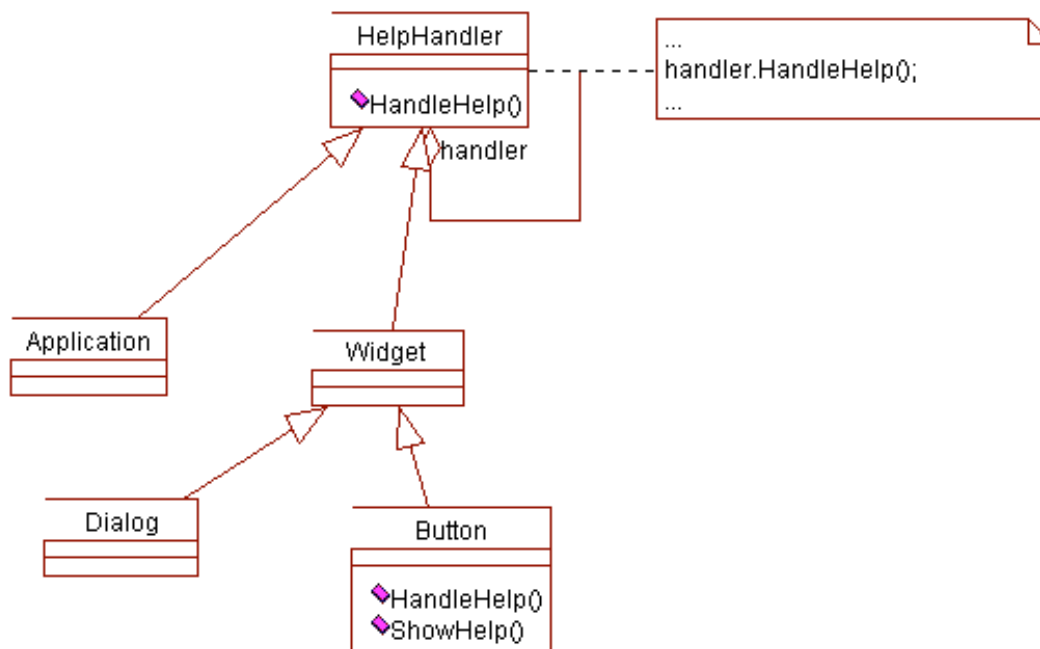 HelpHandler
HandleHelp()
...
handler.HandleHelp();
...
handler
Application
Widget
Dialog
Button
HandleHelp()
ShowHelp()